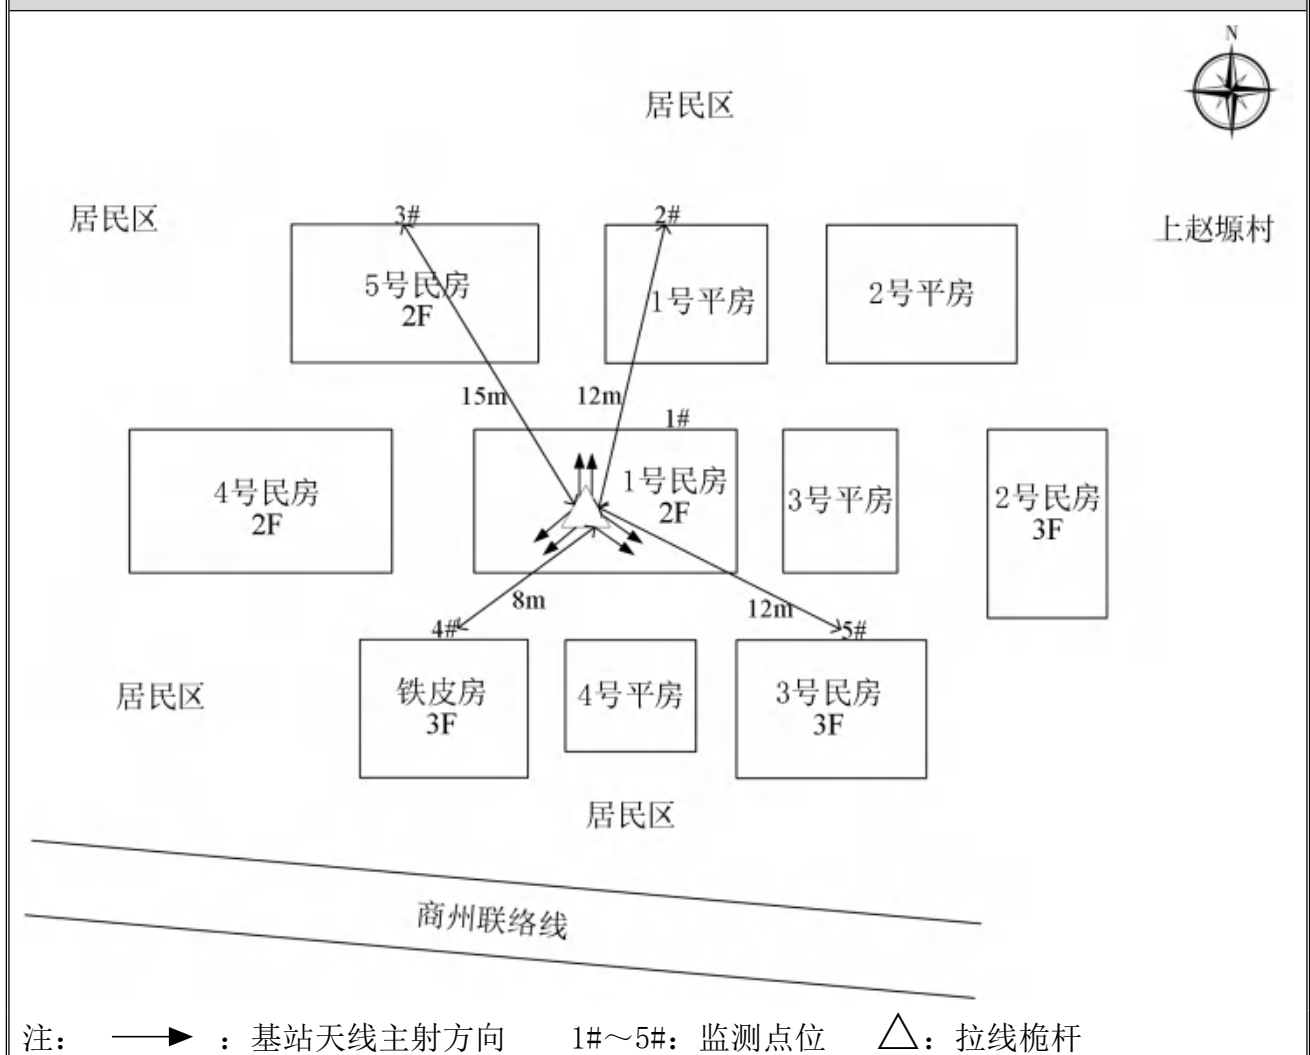 N
居民区
居民区
上赵塬村
3#
2#
5号民房
2F
1号平房
2号平房
15m
12m
1#
4号民房
2F
1号民房
2F
3号平房
2号民房
3F
8m
12m
4#
5#
居民区
铁皮房
3F
4号平房
3号民房
3F
居民区
商州联络线
注： ：基站天线主射方向 1#～5#：监测点位 △：拉线桅杆